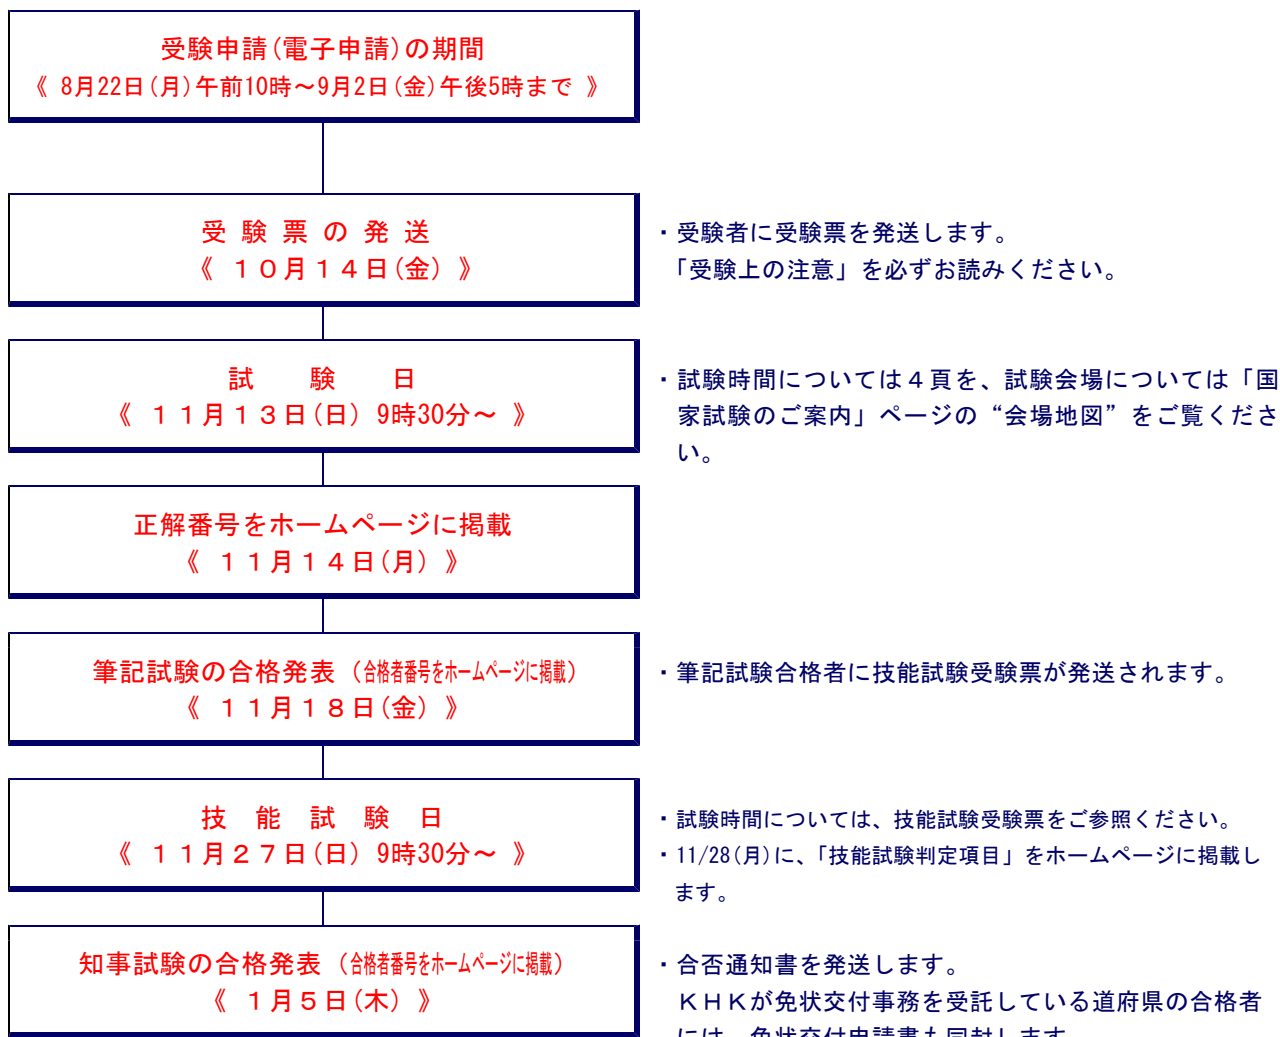 受験申請(電子申請)の期間
《 8月22日(月)午前10時～9月2日(金)午後5時まで 》
受 験 票 の 発 送
《 １０月１４日(金) 》
・受験者に受験票を発送します。
「受験上の注意」を必ずお読みください。
試 験 日
《 １１月１３日(日) 9時30分～ 》
・試験時間については４頁を、試験会場については「国
家試験のご案内」ページの“会場地図”をご覧くださ
い。
正解番号をホームページに掲載
《 １１月１４日(月) 》
筆記試験の合格発表（合格者番号をホームページに掲載）
《 １１月１８日(金) 》
・筆記試験合格者に技能試験受験票が発送されます。
技 能 試 験 日
《 １１月２７日(日) 9時30分～ 》
・試験時間については、技能試験受験票をご参照ください。
・11/28(月)に、「技能試験判定項目」をホームページに掲載し
ます。
知事試験の合格発表（合格者番号をホームページに掲載）
《 １月５日(木) 》
・合否通知書を発送します。
ＫＨＫが免状交付事務を受託している道府県の合格者
には、免状交付申請書も同封します